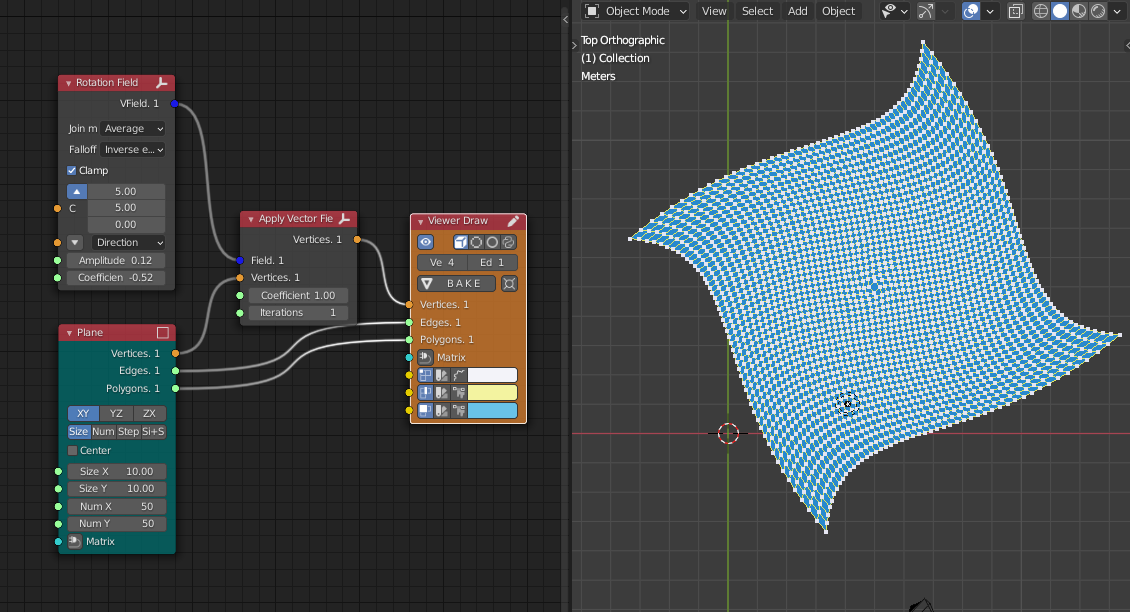 Object Mode View Select Add Object
Top Orthographic
(1) Collection
Meters
Rotation Field
VField. 1
Join m Average
Falloff Inverse e...
Clamp
5.00
C 5.00
0.00
Direction
Amplitude 0.12
Coefficien -0.52
Apply Vector Fie
Vertices. 1
Field. 1
Vertices. 1
Coefficient 1.00
Iterations 1
Viewer Draw
Ve 4 Ed 1
BAKE
Vertices. 1
Edges. 1
Polygons. 1
Matrix
Plane
Vertices. 1
Edges. 1
Polygons. 1
XY YZ ZX
Size Num Step Si+S
Center
Size X 10.00
Size Y 10.00
Num X 50
Num Y 50
Matrix